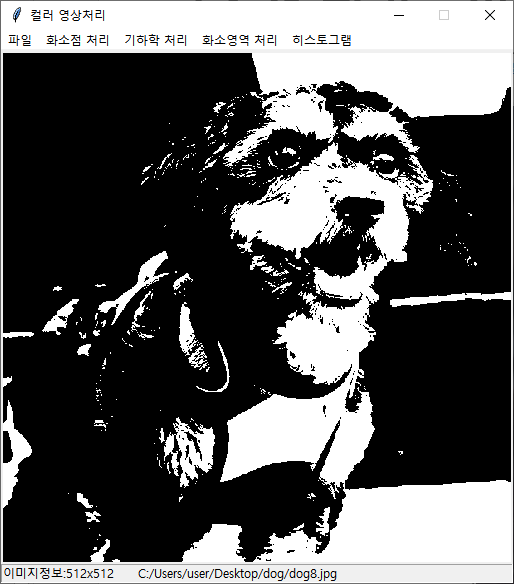 컬러 영상처리
파일 화소점 처리 기하학 처리 화소영역 처리 히스토그램
이미지정보:512x512 C:/Users/user/Desktop/dog/dog8.jpg